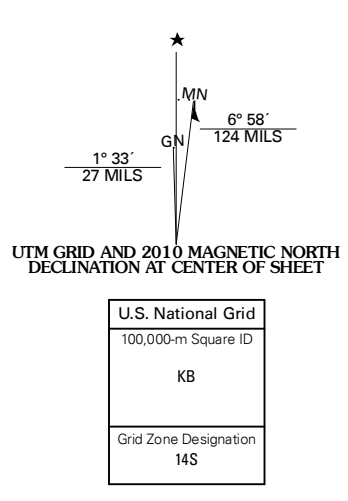 ★
MN
GN
6° 58´
124 MILS
1° 33´
27 MILS
UTM GRID AND 2010 MAGNETIC NORTH
DECLINATION AT CENTER OF SHEET
U.S. National Grid
100,000-m Square ID
KB
Grid Zone Designation
14S